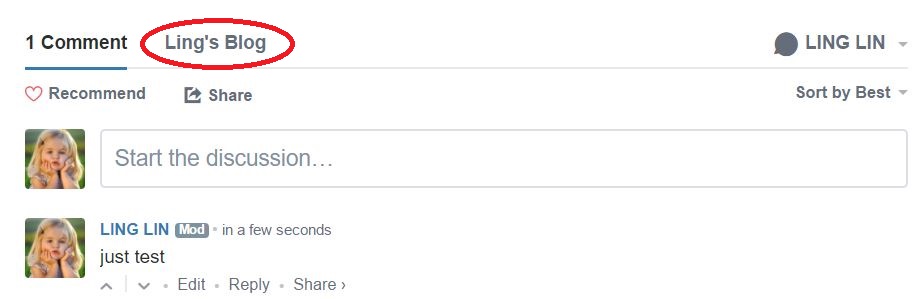 1 Comment Ling's Blog LING LIN
Recommend Share Sort by Best
Start the discussion…
LING LIN Mod • in a few seconds
just test
• Edit • Reply • Share ›